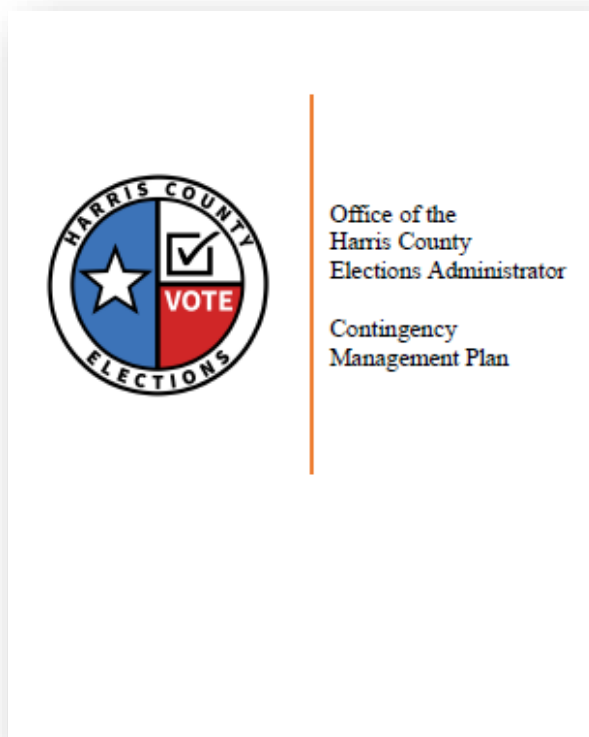 HARRIS COUNTY
VOTE
ELECTIONS
Office of the
Harris County
Elections Administrator
Contingency
Management Plan